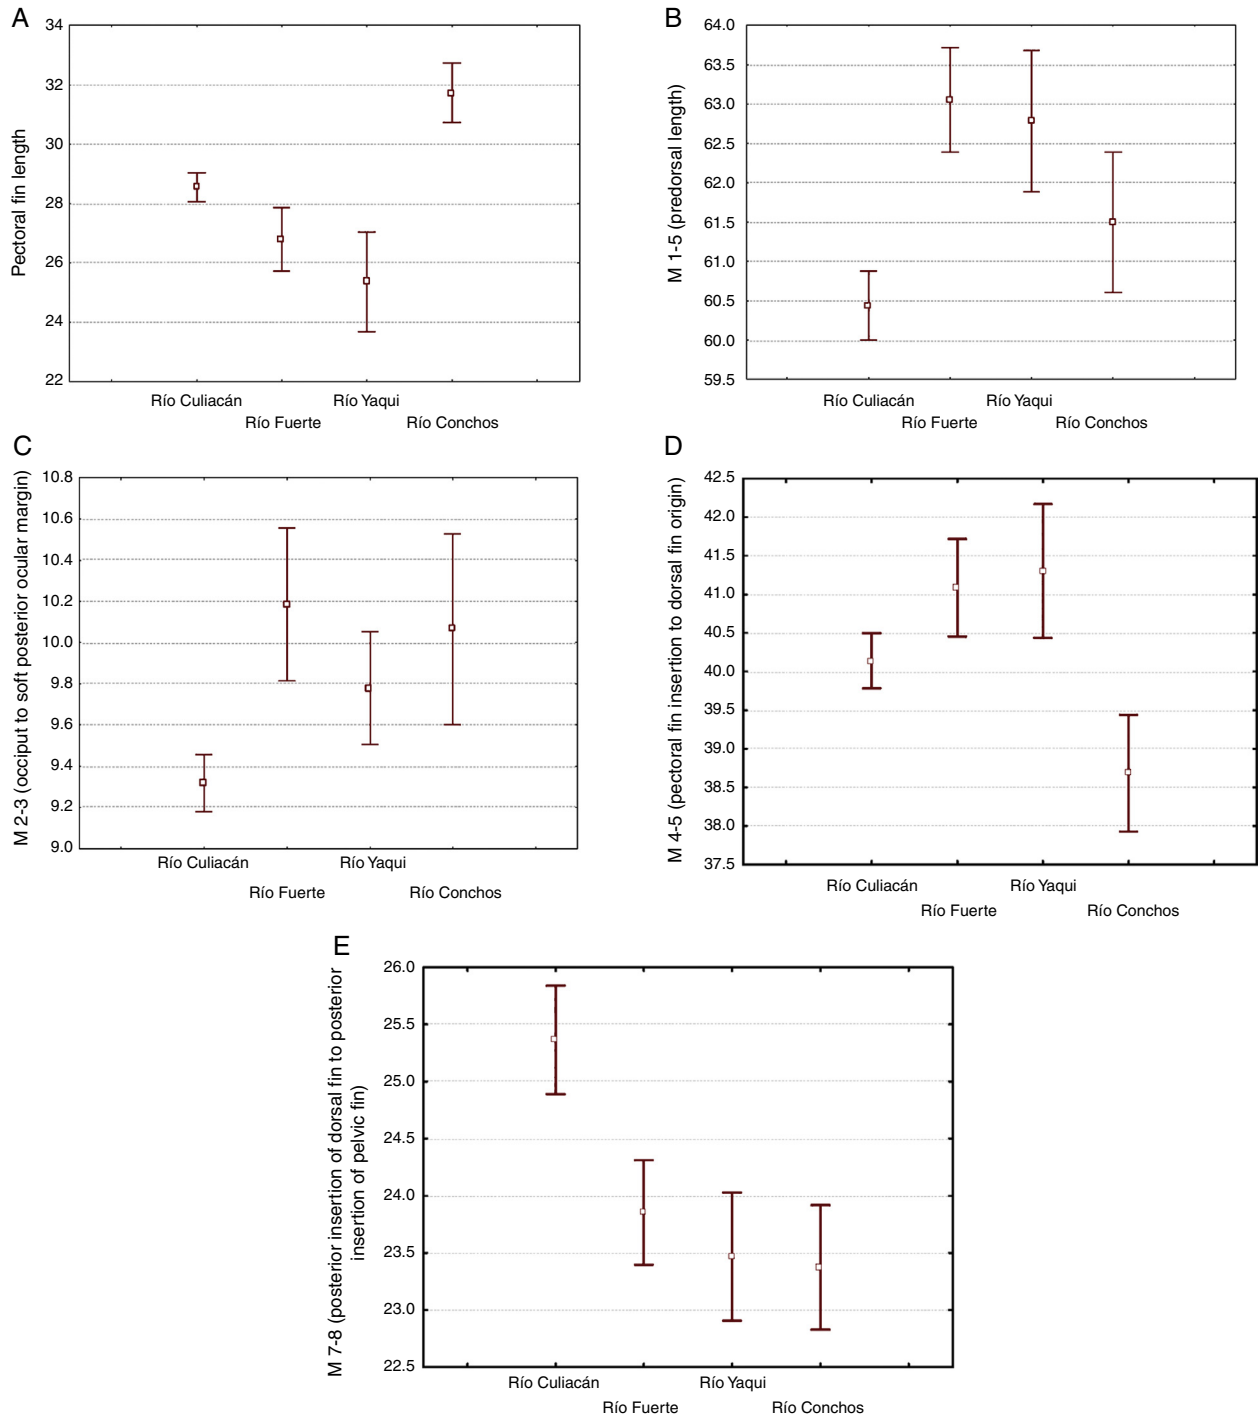 A
Pectoral fin length
34
32
30
28
26
24
22
Río Culiacán
Río Yaqui
Río Fuerte
Río Conchos
B
M 1-5 (predorsal length)
64.0
63.5
63.0
62.5
62.0
61.5
61.0
60.5
60.0
59.5
Río Culiacán
Río Yaqui
Río Fuerte
Río Conchos
C
M 2-3 (occiput to soft posterior ocular margin)
10.8
10.6
10.4
10.2
10.0
9.8
9.6
9.4
9.2
9.0
Río Culiacán
Río Yaqui
Río Fuerte
Río Conchos
D
M 4-5 (pectoral fin insertion to dorsal fin origin)
42.5
42.0
41.5
41.0
40.5
40.0
39.5
39.0
38.5
38.0
37.5
Río Culiacán
Río Yaqui
Río Fuerte
Río Conchos
E
M 7-8 (posterior insertion of dorsal fin to posterior
insertion of pelvic fin)
26.0
25.5
25.0
24.5
24.0
23.5
23.0
22.5
Río Culiacán
Río Yaqui
Río Fuerte
Río Conchos